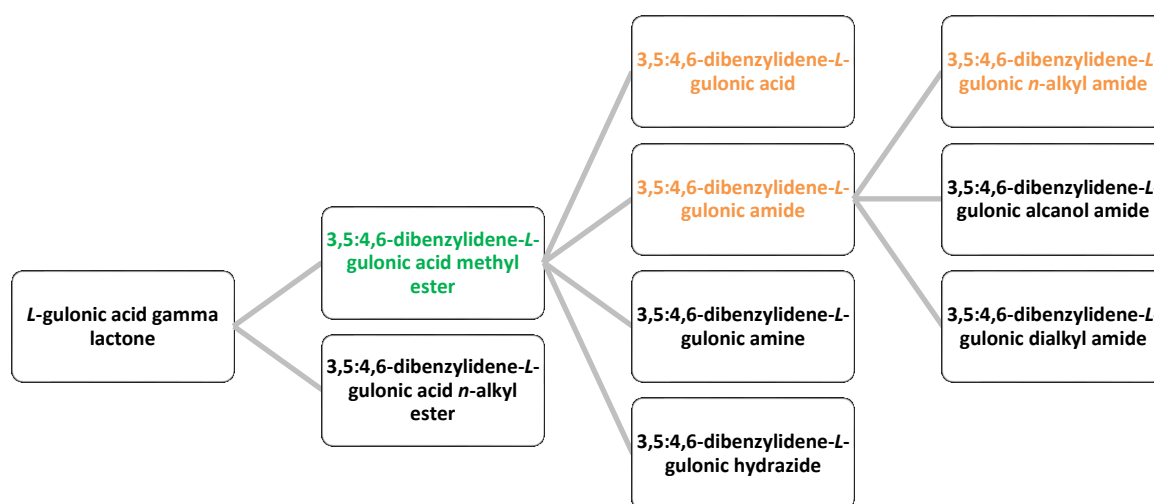 L-gulonic acid gamma
lactone
3,5:4,6-dibenzylidene-L-
gulonic acid methyl
ester
3,5:4,6-dibenzylidene-L-
gulonic acid n-alkyl
ester
3,5:4,6-dibenzylidene-L-
gulonic acid
3,5:4,6-dibenzylidene-L-
gulonic amide
3,5:4,6-dibenzylidene-L-
gulonic amine
3,5:4,6-dibenzylidene-L-
gulonic hydrazide
3,5:4,6-dibenzylidene-L-
gulonic n-alkyl amide
3,5:4,6-dibenzylidene-L-
gulonic alcanol amide
3,5:4,6-dibenzylidene-L-
gulonic dialkyl amide